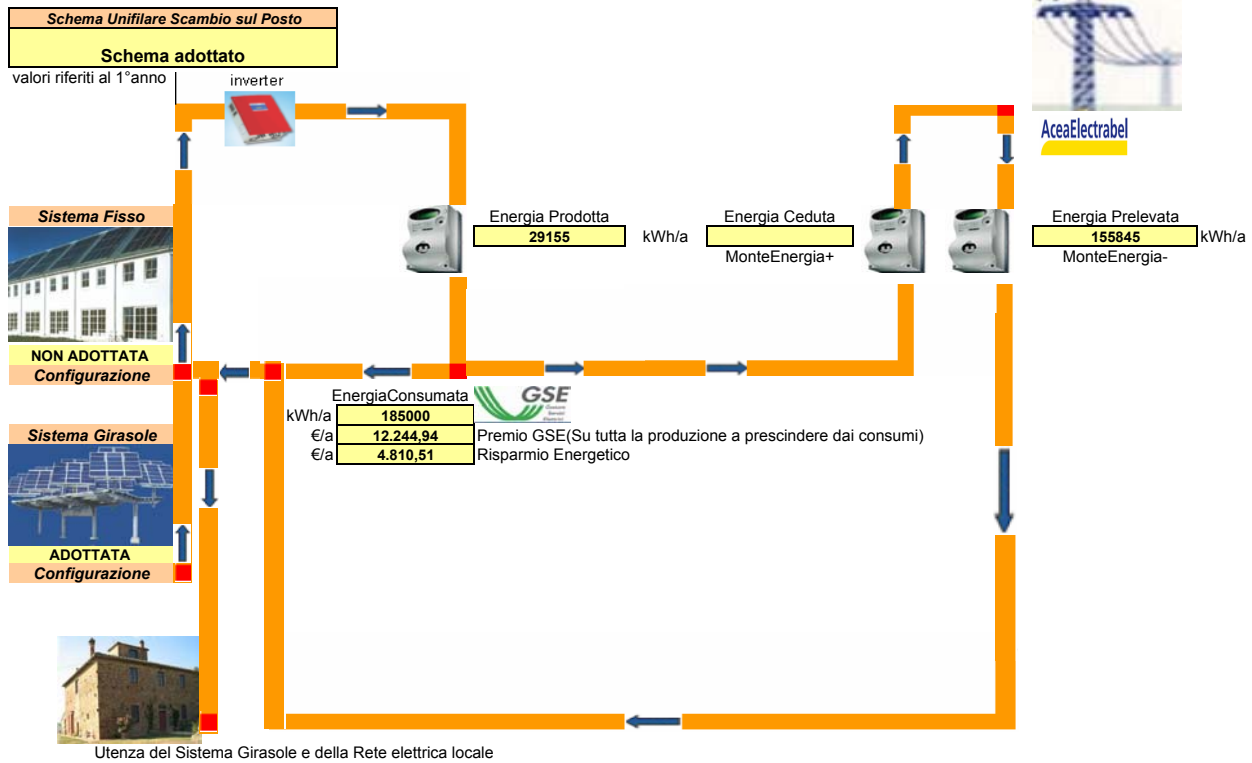 Schema Unifilare Scambio sul Posto
Schema adottato
valori riferiti al 1°anno
inverter
AceaElectrabel
Sistema Fisso
Energia Prodotta
29155 kWh/a
Energia Ceduta
MonteEnergia+
Energia Prelevata
155845 kWh/a
MonteEnergia-
NON ADOTTATA
Configurazione
EnergiaConsumata
GSE
kWh/a 185000
€/a 12.244,94 Premio GSE(Su tutta la produzione a prescindere dai consumi)
€/a 4.810,51 Risparmio Energetico
Sistema Girasole
ADOTTATA
Configurazione
Utenza del Sistema Girasole e della Rete elettrica locale